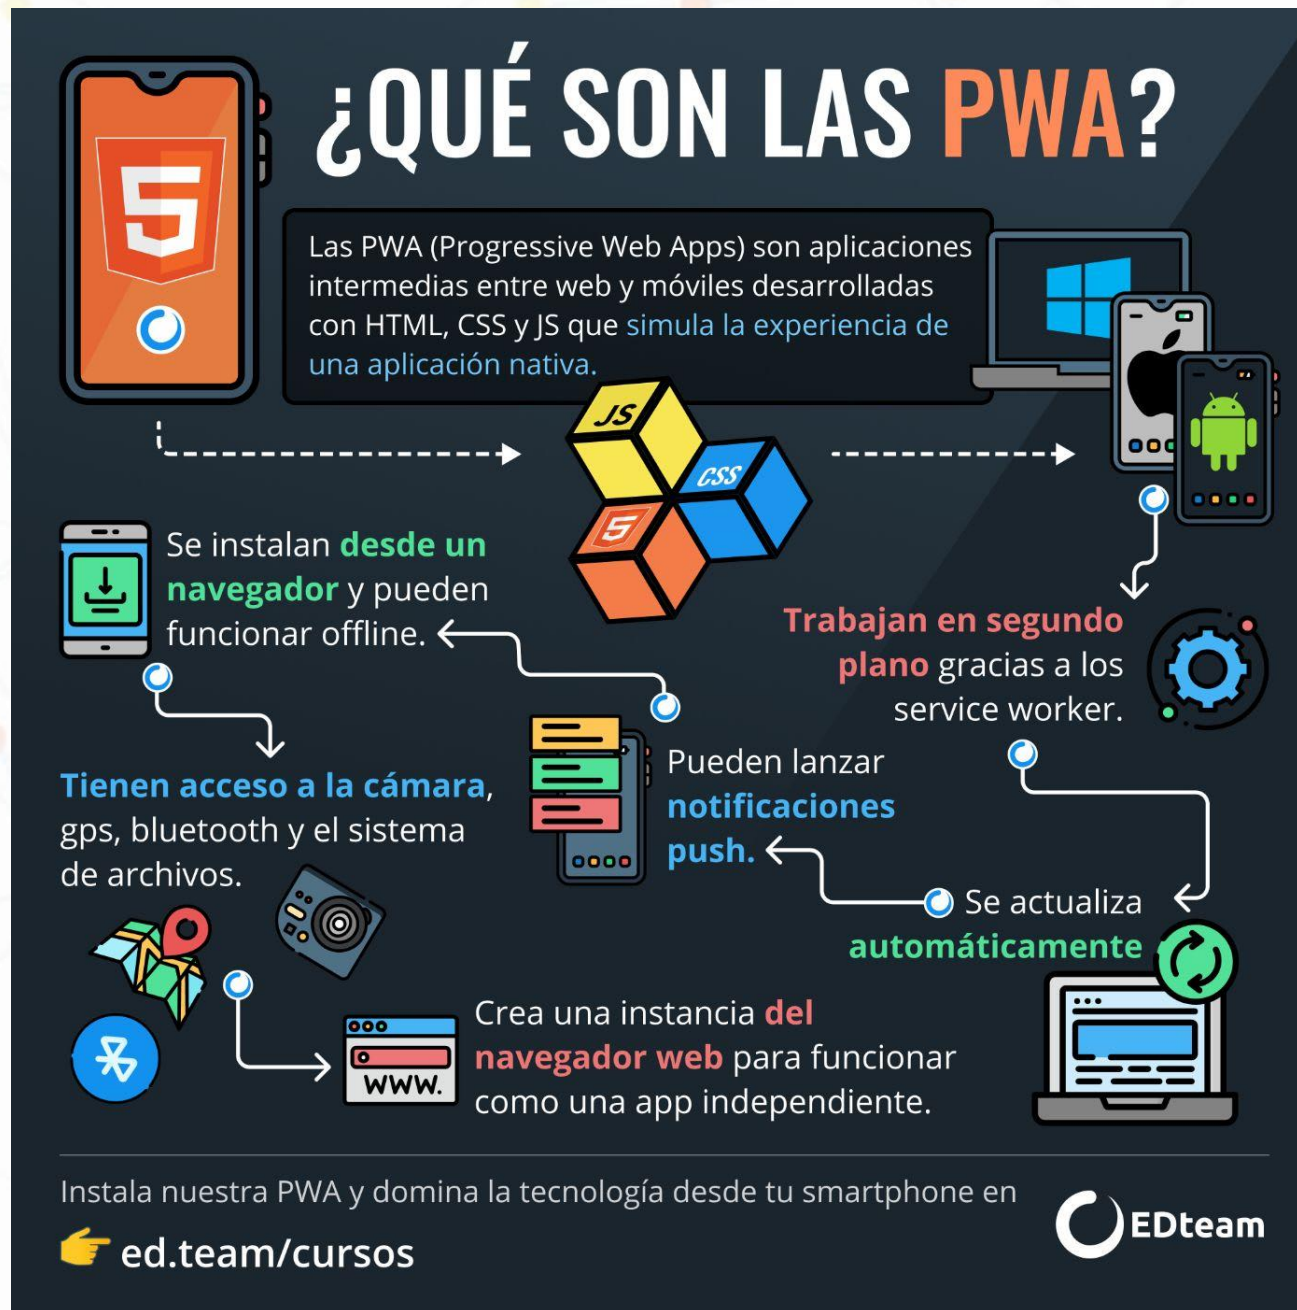 ¿QUÉ SON LAS PWA?
Las PWA (Progressive Web Apps) son aplicaciones
intermedias entre web y móviles desarrolladas
con HTML, CSS y JS que simula la experiencia de
una aplicación nativa.
JS
CSS
5
5
Se instalan desde un
navegador y pueden
funcionar offline.
Trabajan en segundo
plano gracias a los
service worker.
Tienen acceso a la cámara,
gps, bluetooth y el sistema
de archivos.
Pueden lanzar
notificaciones
push.
Se actualiza
automáticamente
WWW.
Crea una instancia del
navegador web para funcionar
como una app independiente.
Instala nuestra PWA y domina la tecnología desde tu smartphone en
ed.team/cursos
EDteam